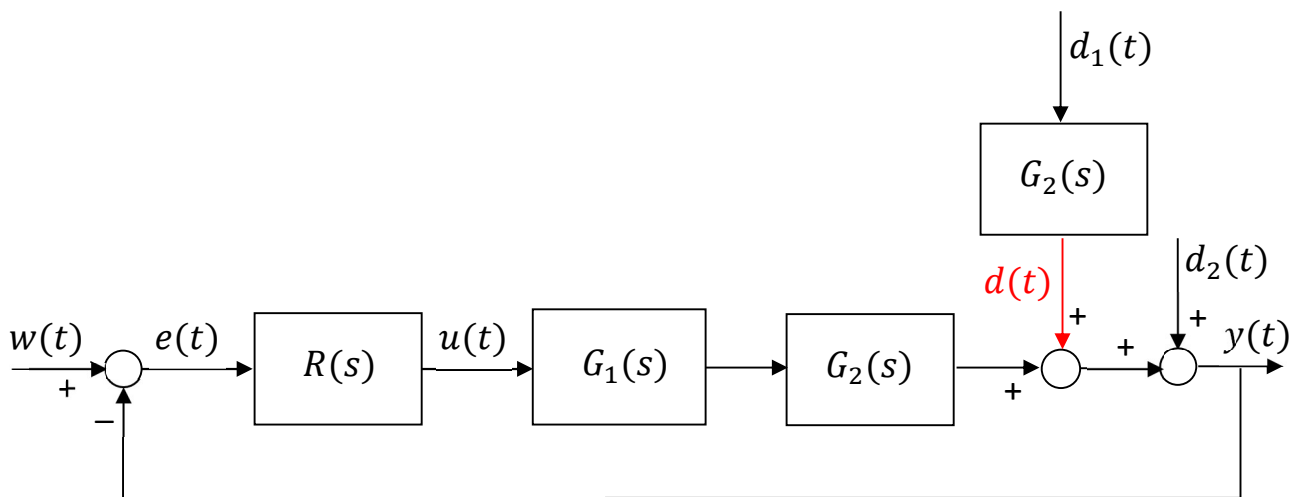 d₁(t)
G₂(s)
d(t)
d₂(t)
+
+
w(t)
+
−
e(t)
R(s)
u(t)
G₁(s)
G₂(s)
+
+
y(t)